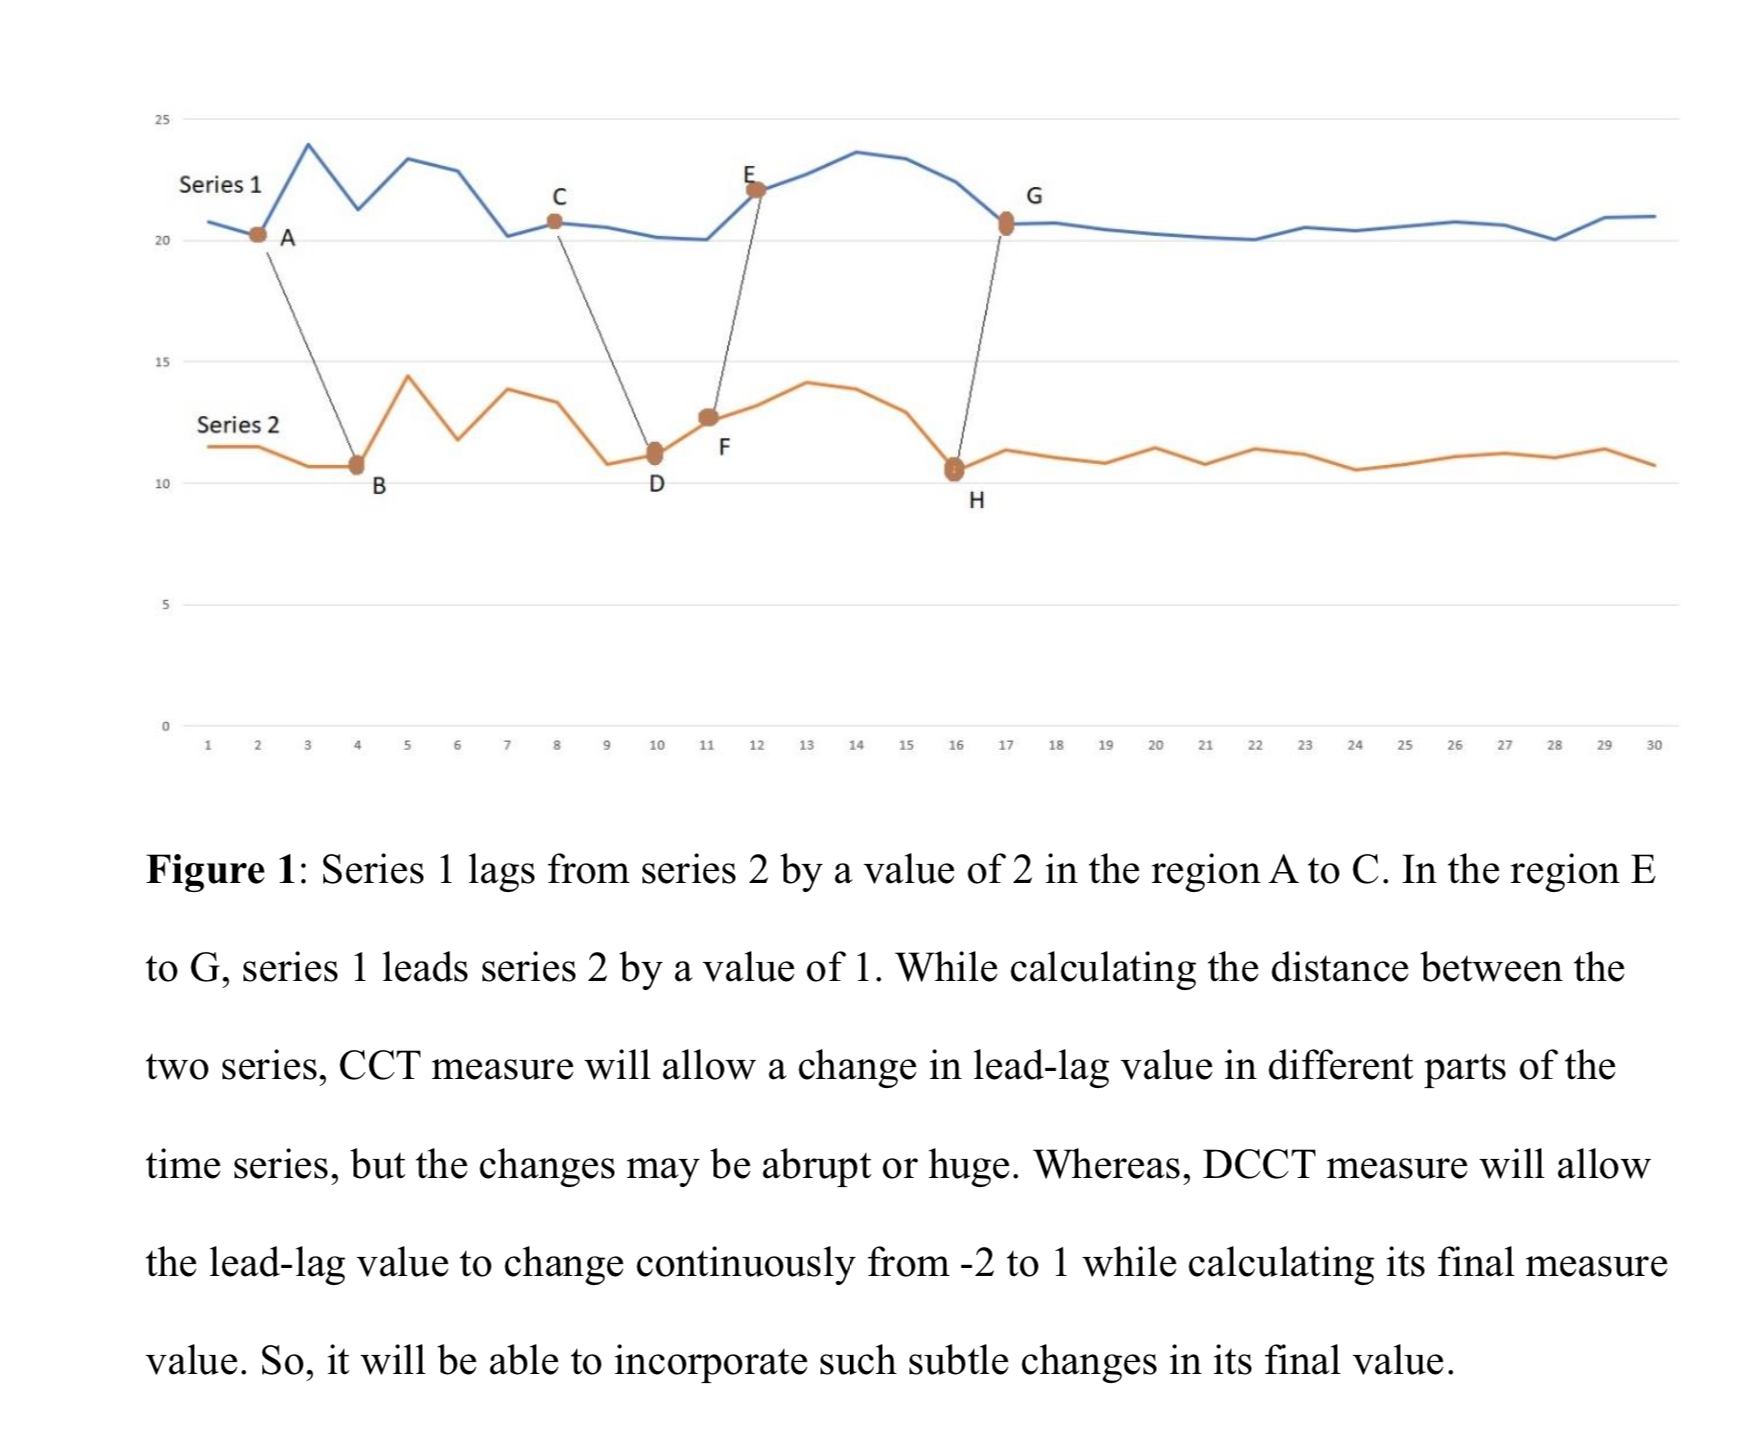 25
Series 1
A
C
E
G
20
15
Series 2
B
D
F
H
10
5
0
1 2 3 4 5 6 7 8 9 10 11 12 13 14 15 16 17 18 19 20 21 22 23 24 25 26 27 28 29 30
Figure 1: Series 1 lags from series 2 by a value of 2 in the region A to C. In the region E
to G, series 1 leads series 2 by a value of 1. While calculating the distance between the
two series, CCT measure will allow a change in lead-lag value in different parts of the
time series, but the changes may be abrupt or huge. Whereas, DCCT measure will allow
the lead-lag value to change continuously from -2 to 1 while calculating its final measure
value. So, it will be able to incorporate such subtle changes in its final value.